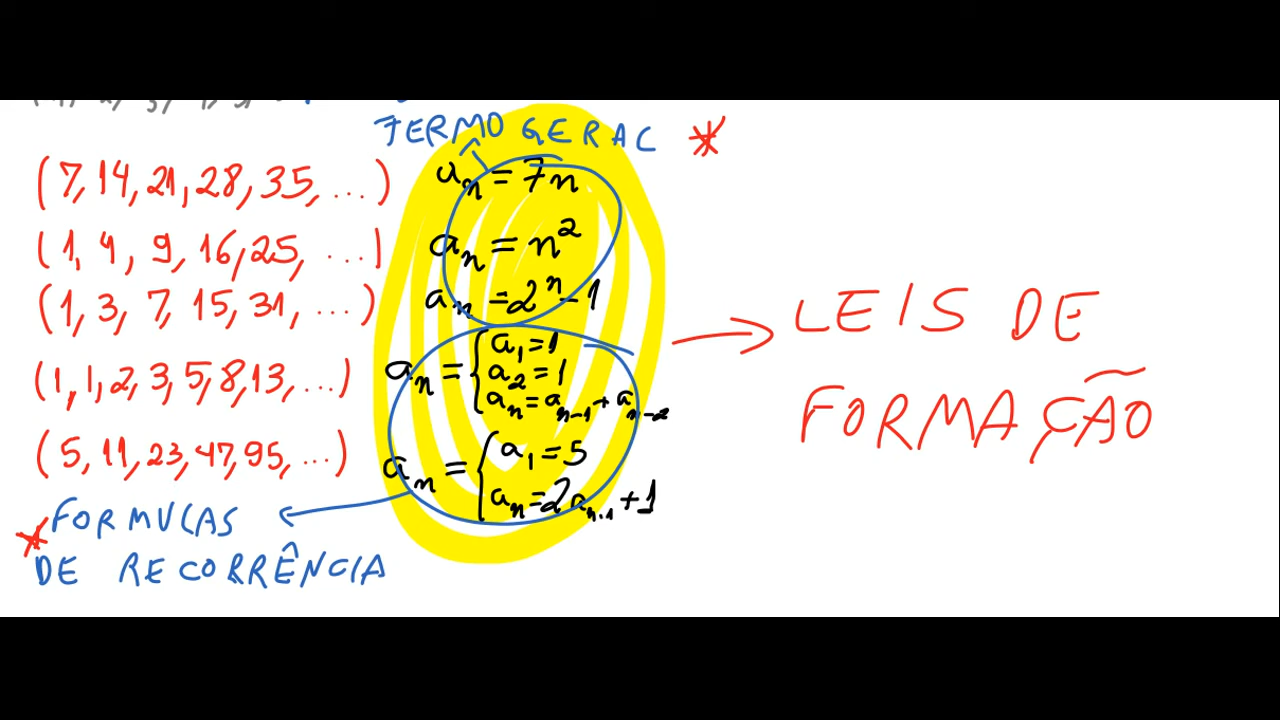 TERMO GERAL *
(7, 14, 21, 28, 35, ...) aₙ = 7n
(1, 4, 9, 16, 25, ...) aₙ = n²
(1, 3, 7, 15, 31, ...) aₙ = 2ⁿ - 1
(1, 1, 2, 3, 5, 8, 13, ...) aₙ = { a₁ = 1
a₂ = 1
aₙ = aₙ₋₁ + aₙ₋₂
(5, 11, 23, 47, 95, ...) aₙ = { a₁ = 5
aₙ = 2aₙ₋₁ + 1
* FORMULAS
DE RECORRÊNCIA
LEIS DE
FORMAÇÃO